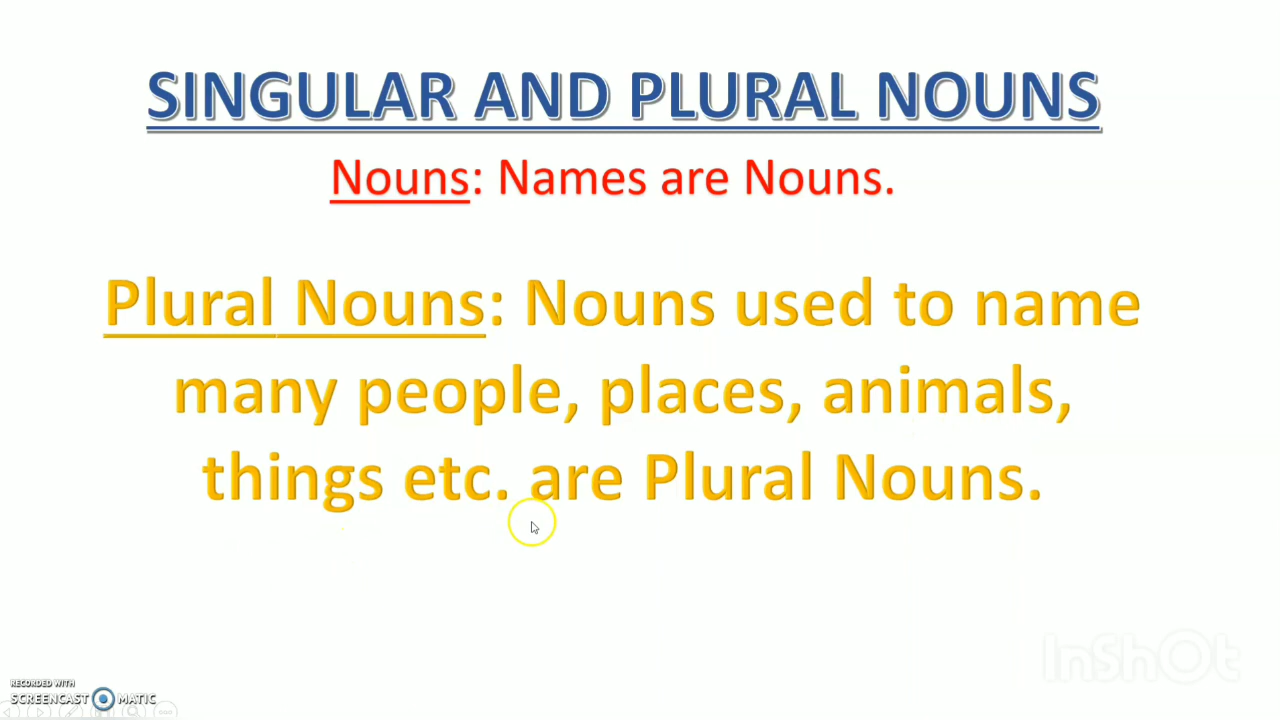 SINGULAR AND PLURAL NOUNS
Nouns: Names are Nouns.
Plural Nouns: Nouns used to name
many people, places, animals,
things etc. are Plural Nouns.
InShOt
RECORDED WITH
SCREENCAST MATIC